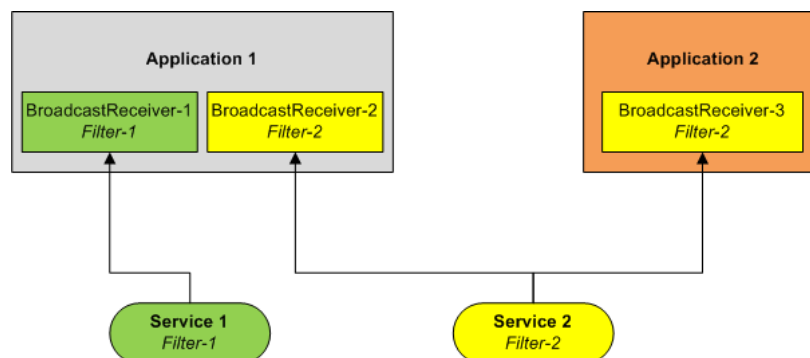 Application 1
BroadcastReceiver-1
Filter-1
BroadcastReceiver-2
Filter-2
Application 2
BroadcastReceiver-3
Filter-2
Service 1
Filter-1
Service 2
Filter-2